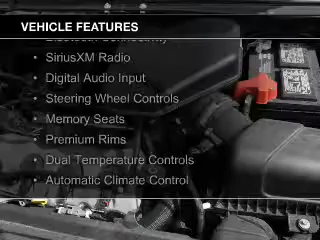 VEHICLE FEATURES
• SiriusXM Radio
• Digital Audio Input
• Steering Wheel Controls
• Memory Seats
• Premium Rims
• Dual Temperature Controls
• Automatic Climate Control